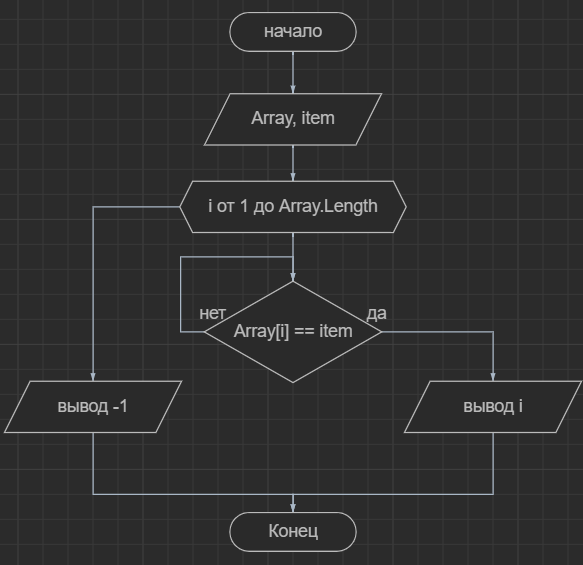 начало
Array, item
i от 1 до Array.Length
нет
да
Array[i] == item
вывод -1
вывод i
Конец